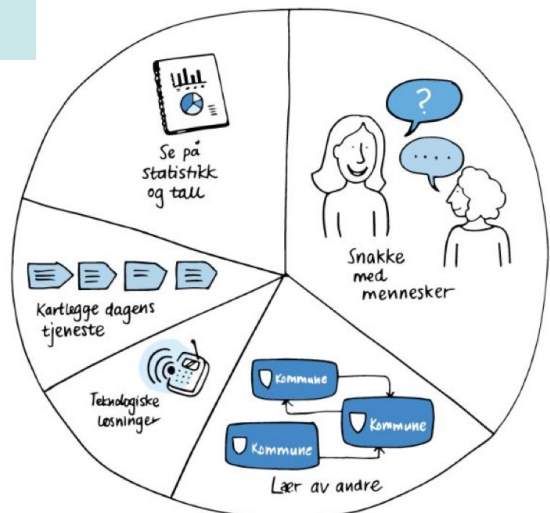 Se på
statistikk
og tall
?
....
Snakke
med
mennesker
Kartlegge dagens
tjeneste
Teknologiske
løsninger
Kommune
Kommune
Kommune
Lær av andre